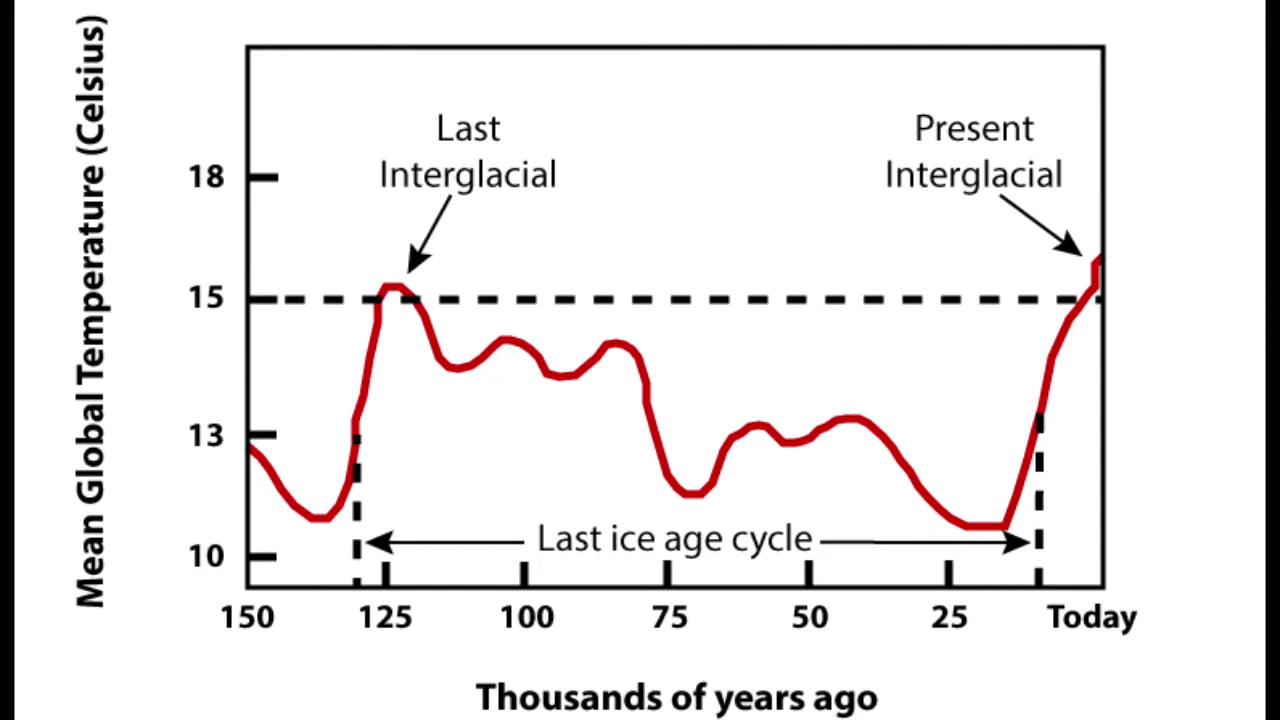 Mean Global Temperature (Celsius)
Last
Interglacial
Present
Interglacial
18
15
13
10
Last ice age cycle
150 125 100 75 50 25 Today
Thousands of years ago